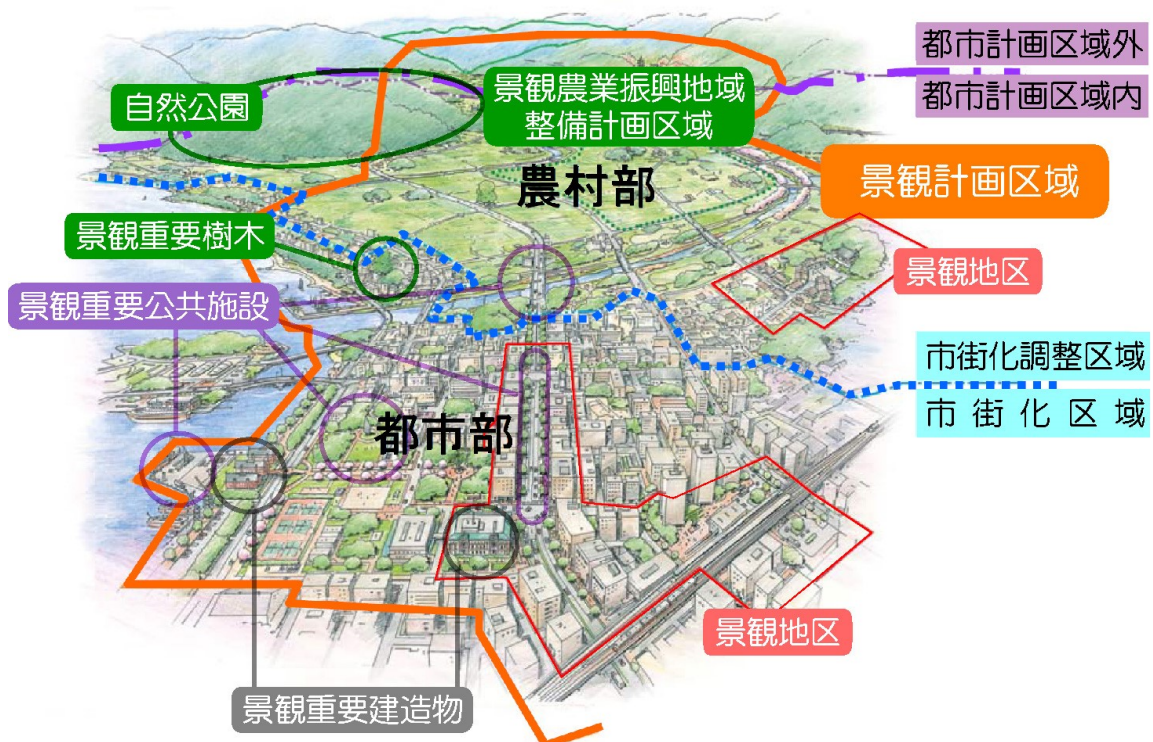 都市計画区域外
都市計画区域内
自然公園
景観農業振興地域
整備計画区域
農村部
景観計画区域
景観重要樹木
景観地区
景観重要公共施設
市街化調整区域
市街化区域
都市部
景観地区
景観重要建造物